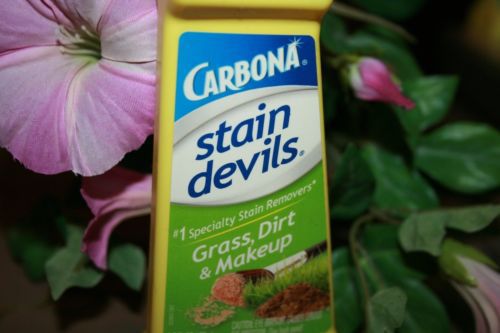 CARBONA®
stain
devils®
#1 Specialty Stain Removers*
Grass, Dirt
& Makeup